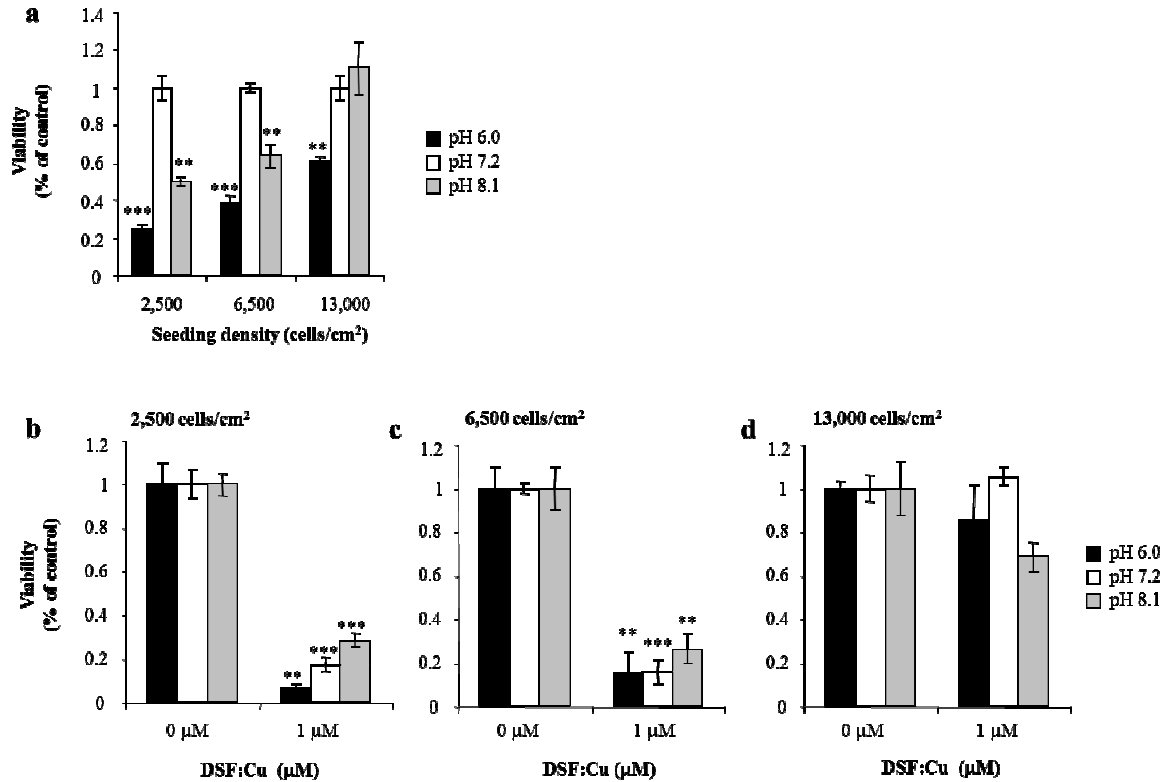 a
1.4
1.2
1
0.8
0.6
0.4
0.2
0
Viability
(% of control)
***
**
***
**
**
2,500
6,500
13,000
Seeding density (cells/cm²)
pH 6.0
pH 7.2
pH 8.1
b
2,500 cells/cm²
1.2
1
0.8
0.6
0.4
0.2
0
Viability
(% of control)
**
***
***
0 µM
1 µM
DSF:Cu (µM)
c
6,500 cells/cm²
1.2
1
0.8
0.6
0.4
0.2
0
**
***
**
0 µM
1 µM
DSF:Cu (µM)
d
13,000 cells/cm²
1.2
1
0.8
0.6
0.4
0.2
0
0 µM
1 µM
DSF:Cu (µM)
pH 6.0
pH 7.2
pH 8.1